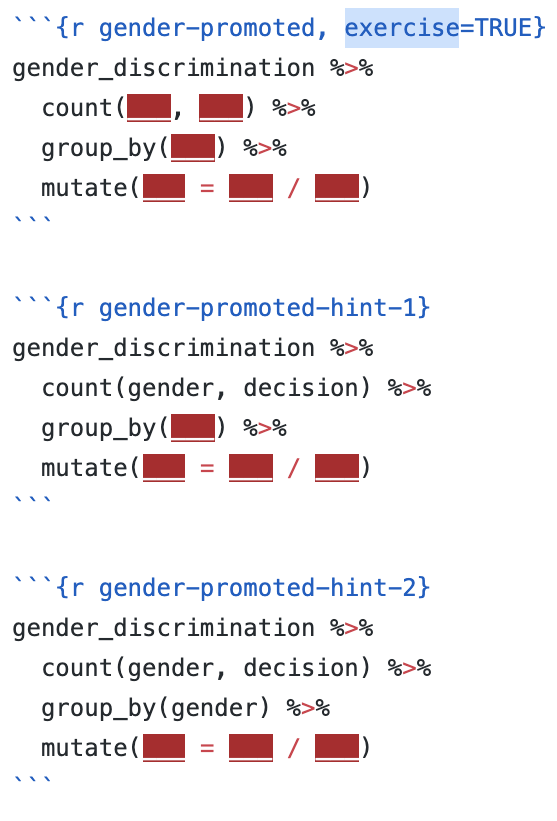 ```{r gender-promoted, exercise=TRUE}
gender_discrimination %>%
  count(___, ___) %>%
  group_by(___) %>%
  mutate(___ = ___ / ___)
```

```{r gender-promoted-hint-1}
gender_discrimination %>%
  count(gender, decision) %>%
  group_by(___) %>%
  mutate(___ = ___ / ___)
```

```{r gender-promoted-hint-2}
gender_discrimination %>%
  count(gender, decision) %>%
  group_by(gender) %>%
  mutate(___ = ___ / ___)
```